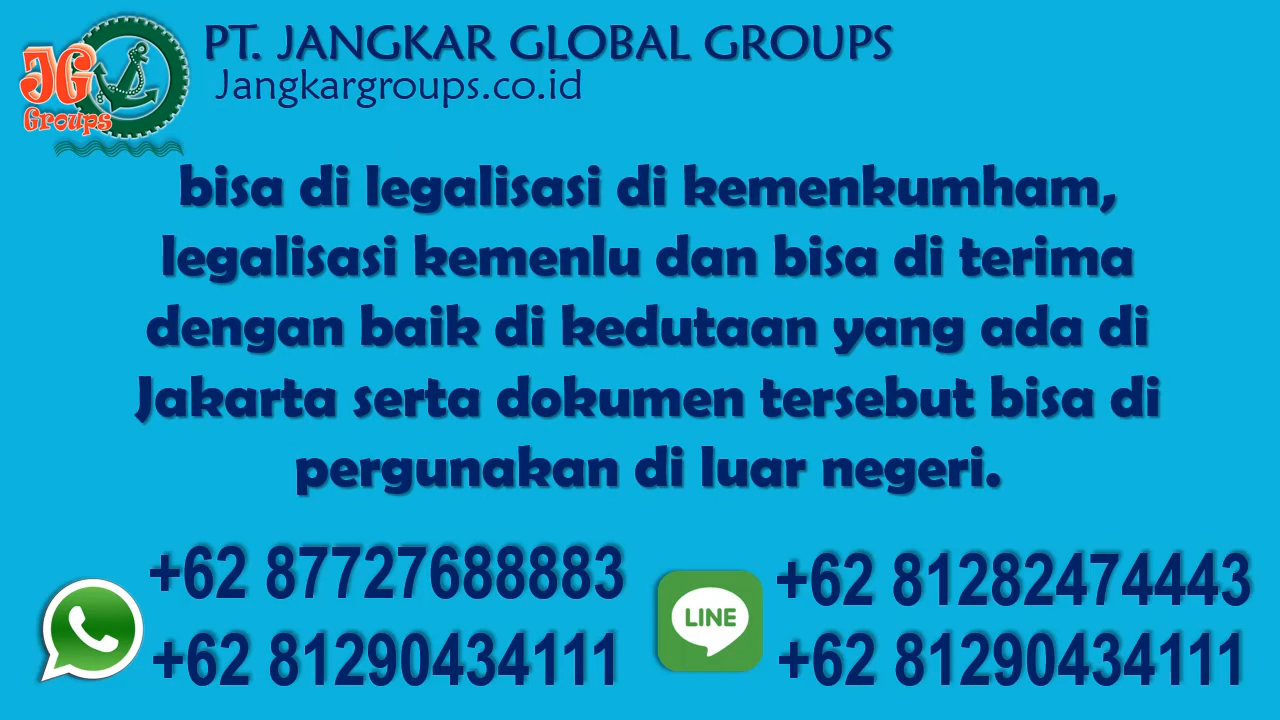 JG
Groups
PT. JANGKAR GLOBAL GROUPS
Jangkargroups.co.id
bisa di legalisasi di kemenkumham,
legalisasi kemenlu dan bisa di terima
dengan baik di kedutaan yang ada di
Jakarta serta dokumen tersebut bisa di
pergunakan di luar negeri.
+62 87727688883
+62 81290434111
LINE
+62 81282474443
+62 81290434111